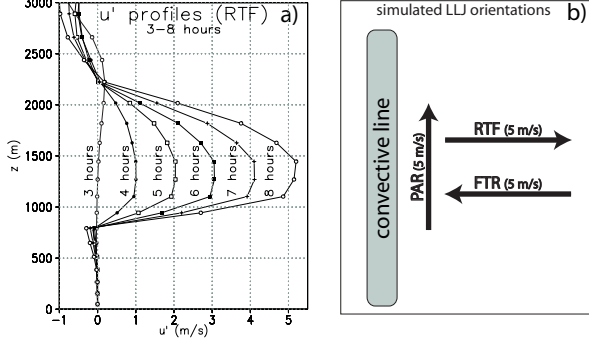 u' profiles (RTF) a)
3-8 hours
3000
2500
2000
1500
1000
500
0
z (m)
3 hours
4 hours
5 hours
6 hours
7 hours
8 hours
-1 0 1 2 3 4 5
u' (m/s)
simulated LLJ orientations
b)
convective line
PAR (5 m/s)
RTF (5 m/s)
FTR (5 m/s)